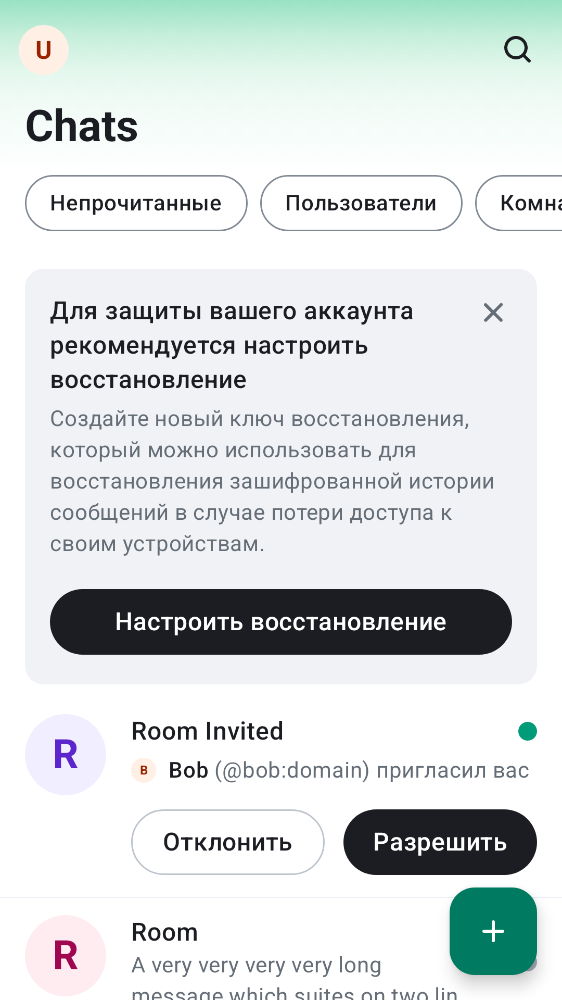 U
Chats
Непрочитанные
Пользователи
Комна
Для защиты вашего аккаунта
рекомендуется настроить
восстановление
Создайте новый ключ восстановления,
который можно использовать для
восстановления зашифрованной истории
сообщений в случае потери доступа к
своим устройствам.
Настроить восстановление
R
Room Invited
B Bob (@bob:domain) пригласил вас
Отклонить
Разрешить
R
Room
A very very very very long
message which suites on two lin